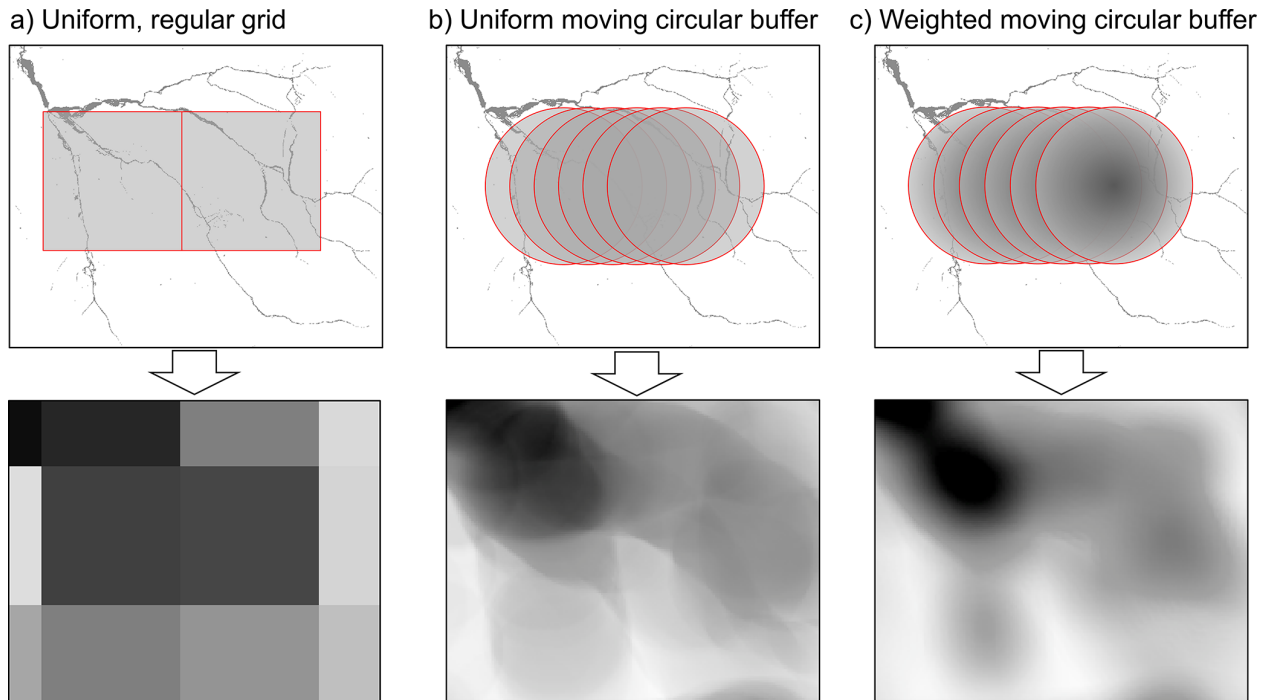 a) Uniform, regular grid
b) Uniform moving circular buffer
c) Weighted moving circular buffer